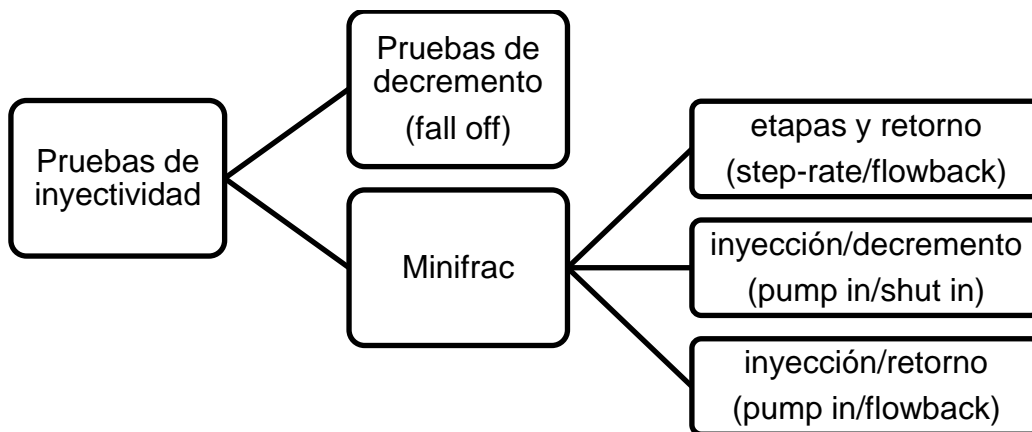 Pruebas de
inyectividad
Pruebas de
decremento
(fall off)
Minifrac
etapas y retorno
(step-rate/flowback)
inyección/decremento
(pump in/shut in)
inyección/retorno
(pump in/flowback)